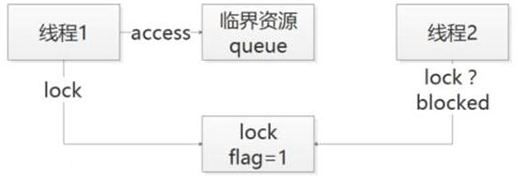 线程1
access
临界资源
queue
线程2
lock
lock？
blocked
lock
flag=1